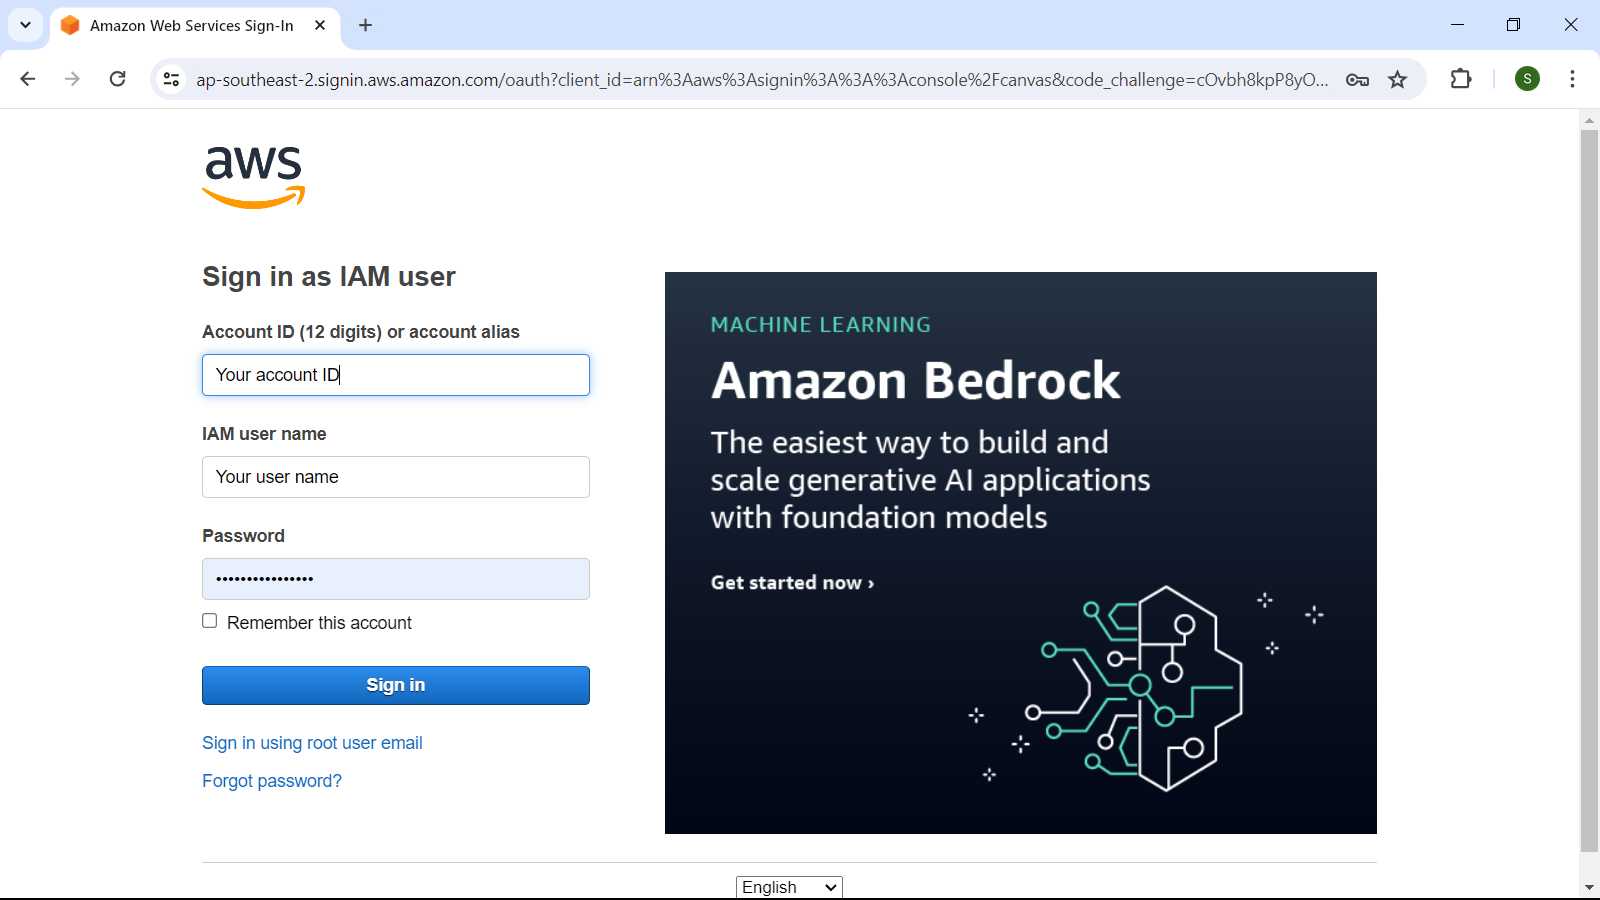 Amazon Web Services Sign-In
ap-southeast-2.signin.aws.amazon.com/oauth?client_id=arn%3Aaws%3Asignin%3A%3A%3Aconsole%2Fcanvas&code_challenge=cOvbh8kpP8yO...
S
aws
Sign in as IAM user
Account ID (12 digits) or account alias
Your account ID
IAM user name
Your user name
Password
••••••••••••••••
Remember this account
Sign in
Sign in using root user email
Forgot password?
MACHINE LEARNING
Amazon Bedrock
The easiest way to build and
scale generative AI applications
with foundation models
Get started now ›
English